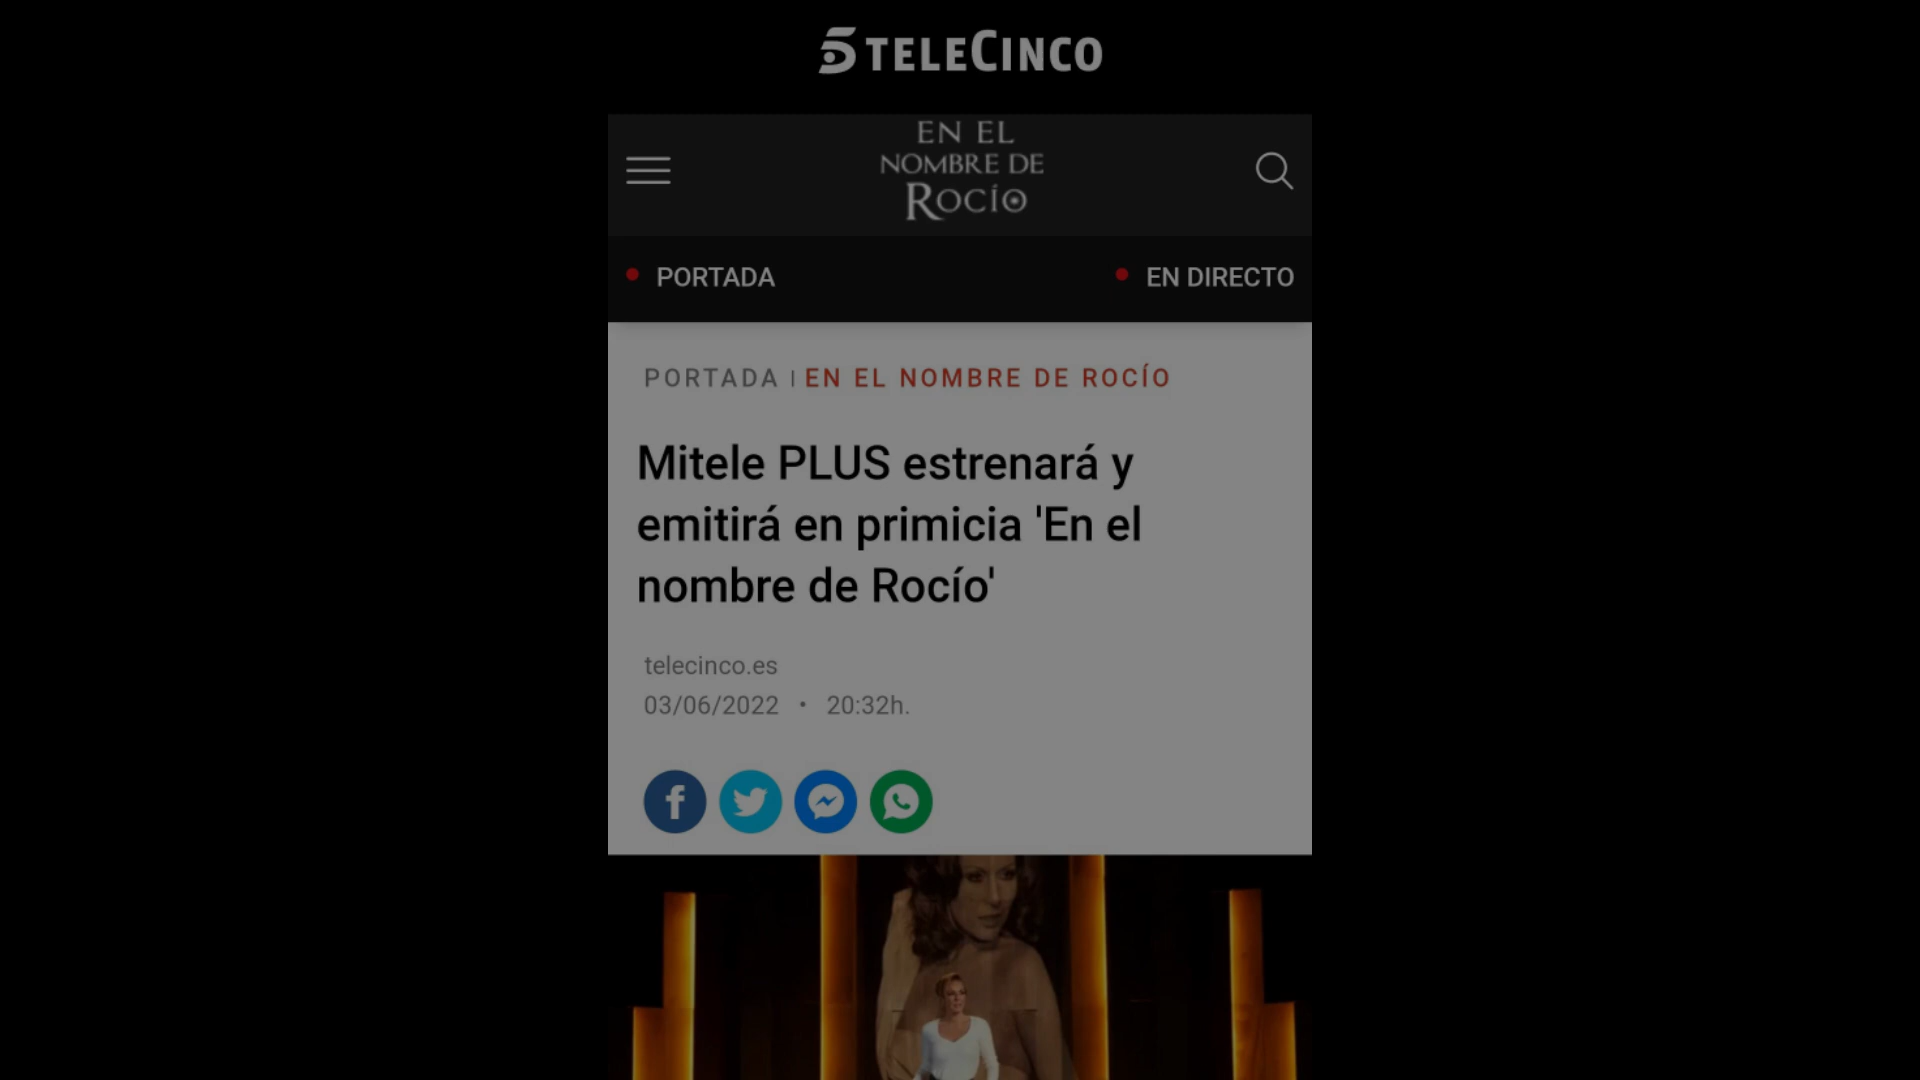 TELECINCO
EN EL
NOMBRE DE
ROCÍO
PORTADA
EN DIRECTO
PORTADA | EN EL NOMBRE DE ROCÍO
Mitele PLUS estrenará y
emitirá en primicia 'En el
nombre de Rocío'
telecinco.es
03/06/2022 • 20:32h.